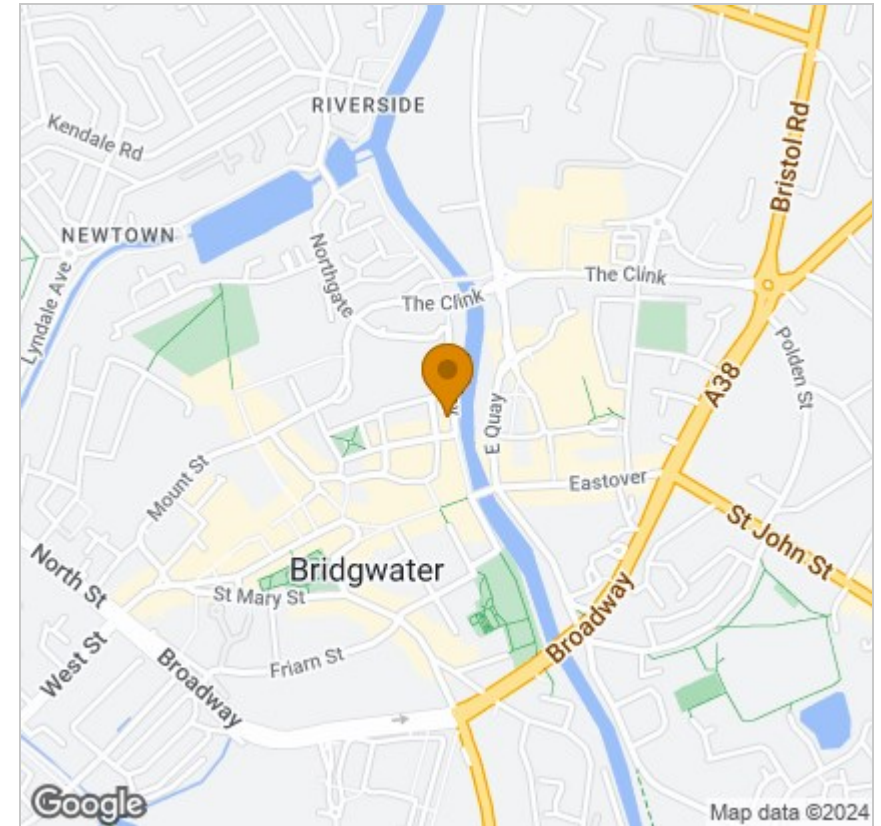 RIVERSIDE
Kendale Rd
Bristol Rd
NEWTOWN
Northgate
The Clink
The Clink
Lyndale Ave
Polden St
A38
E Quay
Mount St
Eastover
St John St
North St
Bridgwater
St Mary St
Broadway
West St
Friarn St
Broadway
Google
Map data ©2024